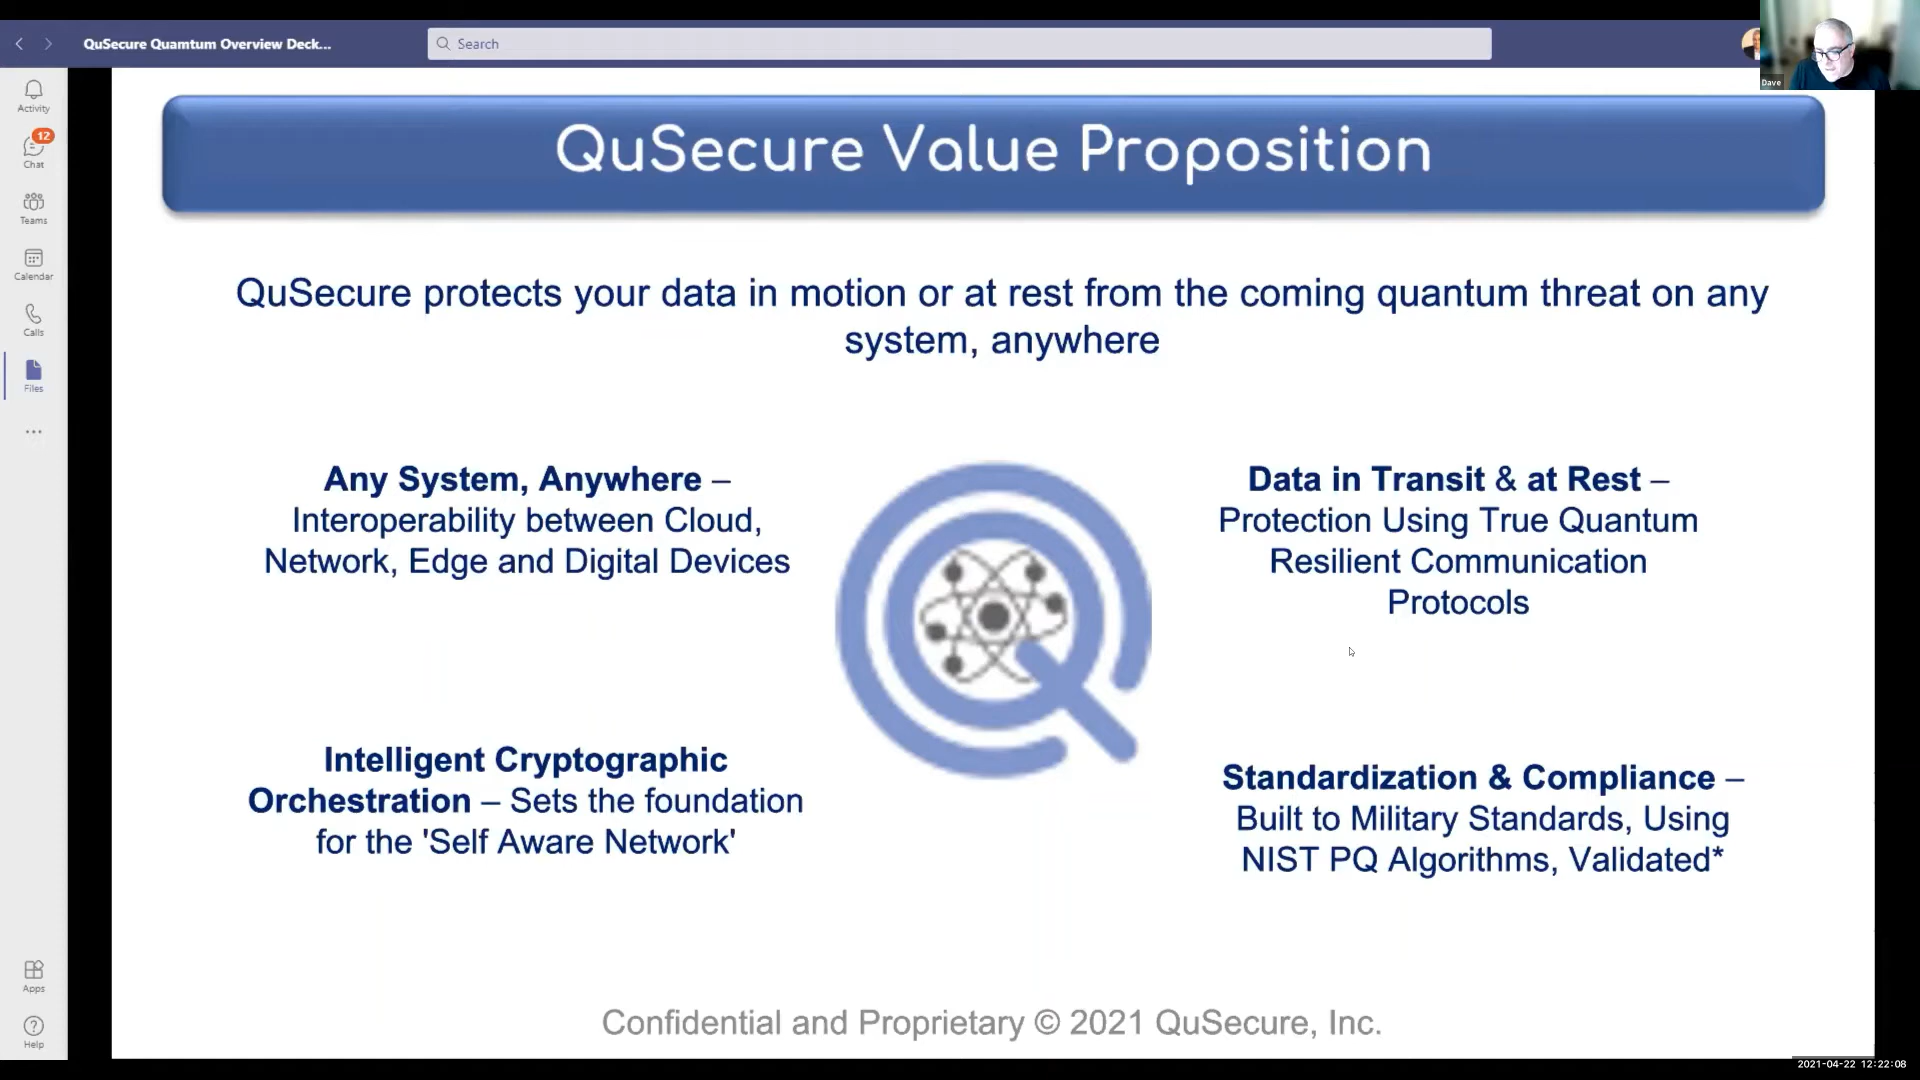 QuSecure Quamtum Overview Deck...
Search
Dave
Activity
12
Chat
Teams
Calendar
Calls
Files
Apps
Help
QuSecure Value Proposition
QuSecure protects your data in motion or at rest from the coming quantum threat on any
system, anywhere
Any System, Anywhere –
Interoperability between Cloud,
Network, Edge and Digital Devices
Data in Transit & at Rest –
Protection Using True Quantum
Resilient Communication
Protocols
Intelligent Cryptographic
Orchestration – Sets the foundation
for the 'Self Aware Network'
Standardization & Compliance –
Built to Military Standards, Using
NIST PQ Algorithms, Validated*
Confidential and Proprietary © 2021 QuSecure, Inc.
2021-04-22 12:22:08